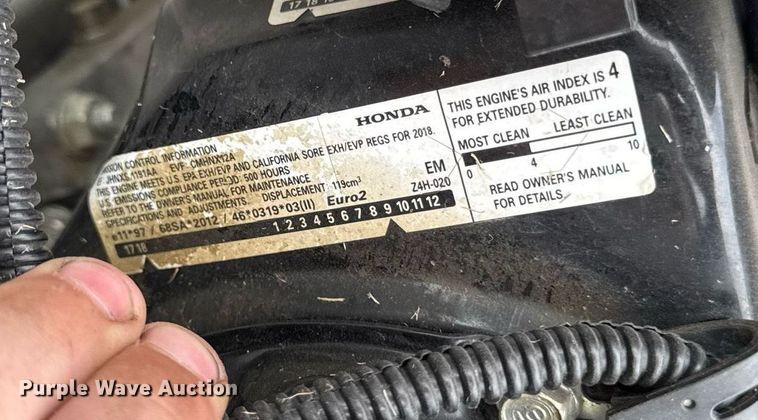 17 18
HONDA
EMISSION CONTROL INFORMATION
EF JHNXS.1191AA EVF CMHNXM12A
THE ENGINE MEETS U.S. EPA EXH/EVP AND CALIFORNIA SORE EXH/EVP REGS FOR 2018.
U.S. EMISSIONS COMPLIANCE PERIOD: 500 HOURS
REFER TO THE OWNER'S MANUAL FOR MAINTENANCE
SPECIFICATIONS AND ADJUSTMENTS. DISPLACEMENT: 119cm³ EM
e11*97 / 68SA*2012 / 46*0319*03(II) Euro2 Z4H-020
17 18 1 2 3 4 5 6 7 8 9 10 11 12
THIS ENGINE'S AIR INDEX IS 4
FOR EXTENDED DURABILITY.
MOST CLEAN LEAST CLEAN
0 4 10
READ OWNER'S MANUAL
FOR DETAILS.
Purple Wave Auction